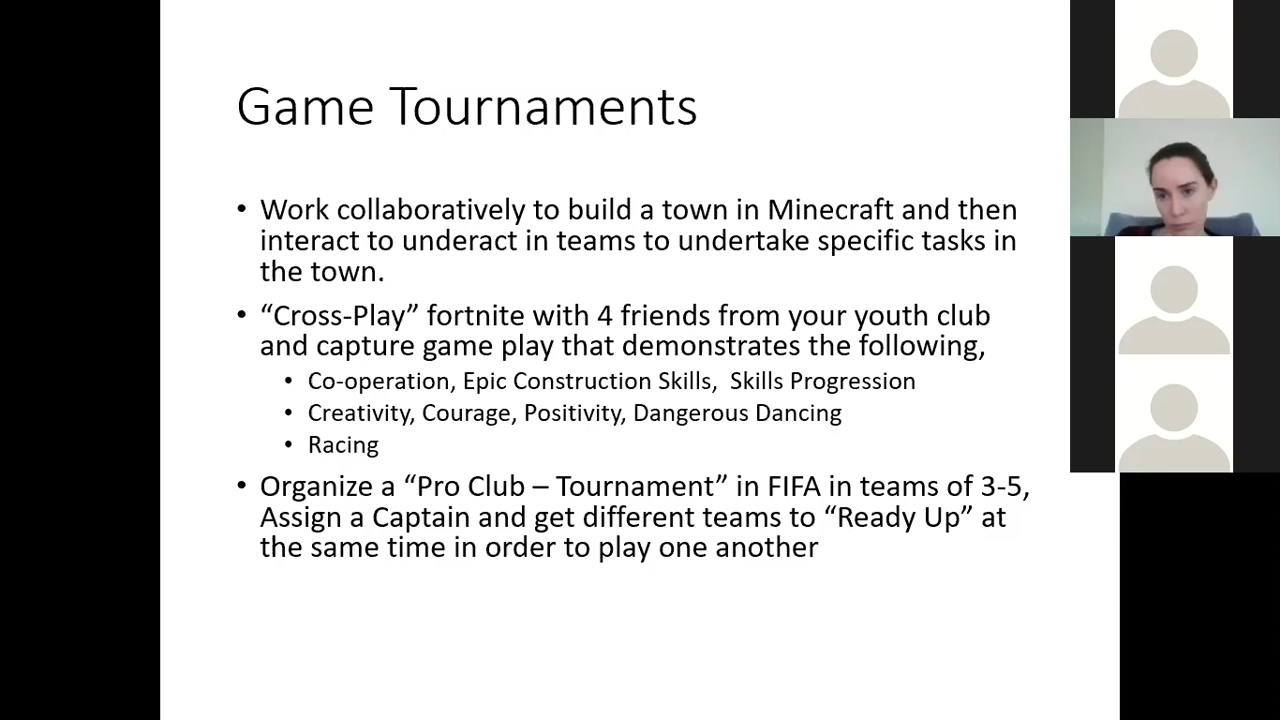 Game Tournaments
• Work collaboratively to build a town in Minecraft and then
interact to underact in teams to undertake specific tasks in
the town.
• “Cross-Play” fortnite with 4 friends from your youth club
and capture game play that demonstrates the following,
• Co-operation, Epic Construction Skills,  Skills Progression
• Creativity, Courage, Positivity, Dangerous Dancing
• Racing
• Organize a “Pro Club – Tournament” in FIFA in teams of 3-5,
Assign a Captain and get different teams to “Ready Up” at
the same time in order to play one another